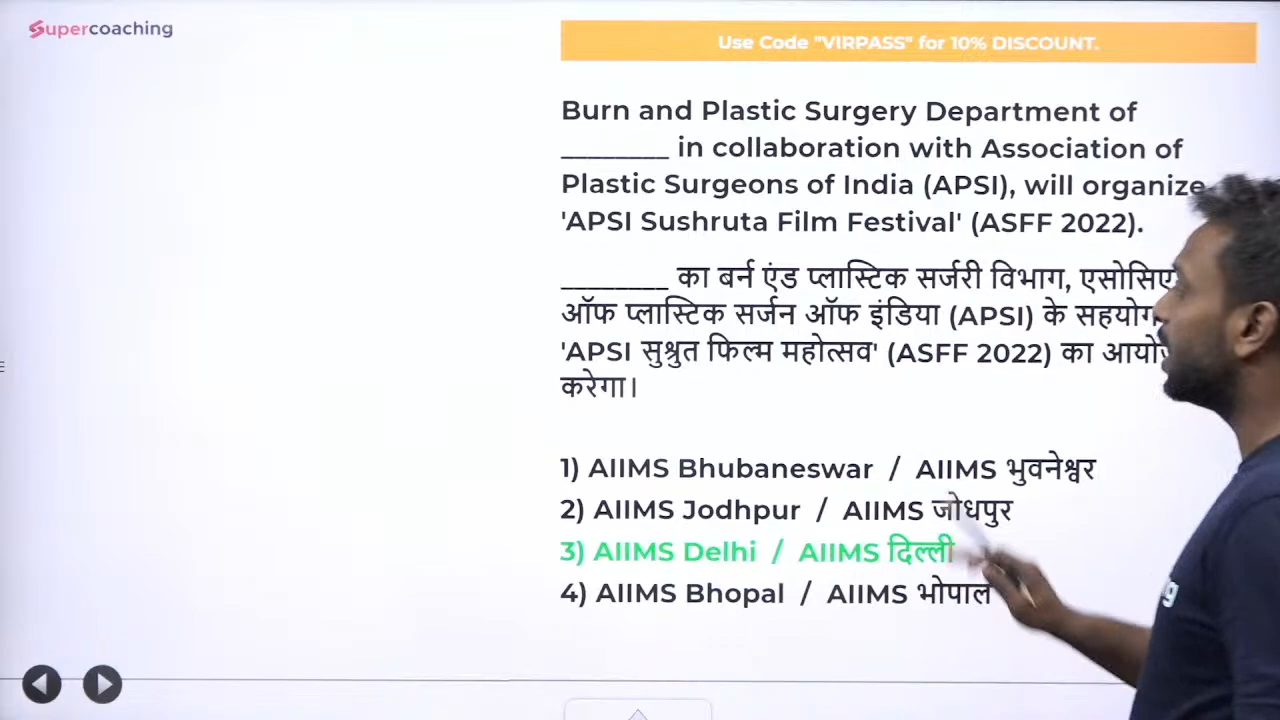 Supercoaching
Use Code "VIRPASS" for 10% DISCOUNT.
Burn and Plastic Surgery Department of
________ in collaboration with Association of
Plastic Surgeons of India (APSI), will organize
'APSI Sushruta Film Festival' (ASFF 2022).
________ का बर्न एंड प्लास्टिक सर्जरी विभाग,
ऑफ प्लास्टिक सर्जन ऑफ इंडिया (APSI) के सहयोग
'APSI सुश्रुत फिल्म महोत्सव' (ASFF 2022) का
करेगा।
1) AIIMS Bhubaneswar / AIIMS भुवनेश्वर
2) AIIMS Jodhpur / AIIMS जोधपुर
3) AIIMS Delhi / AIIMS दिल्ली
4) AIIMS Bhopal / AIIMS भोपाल